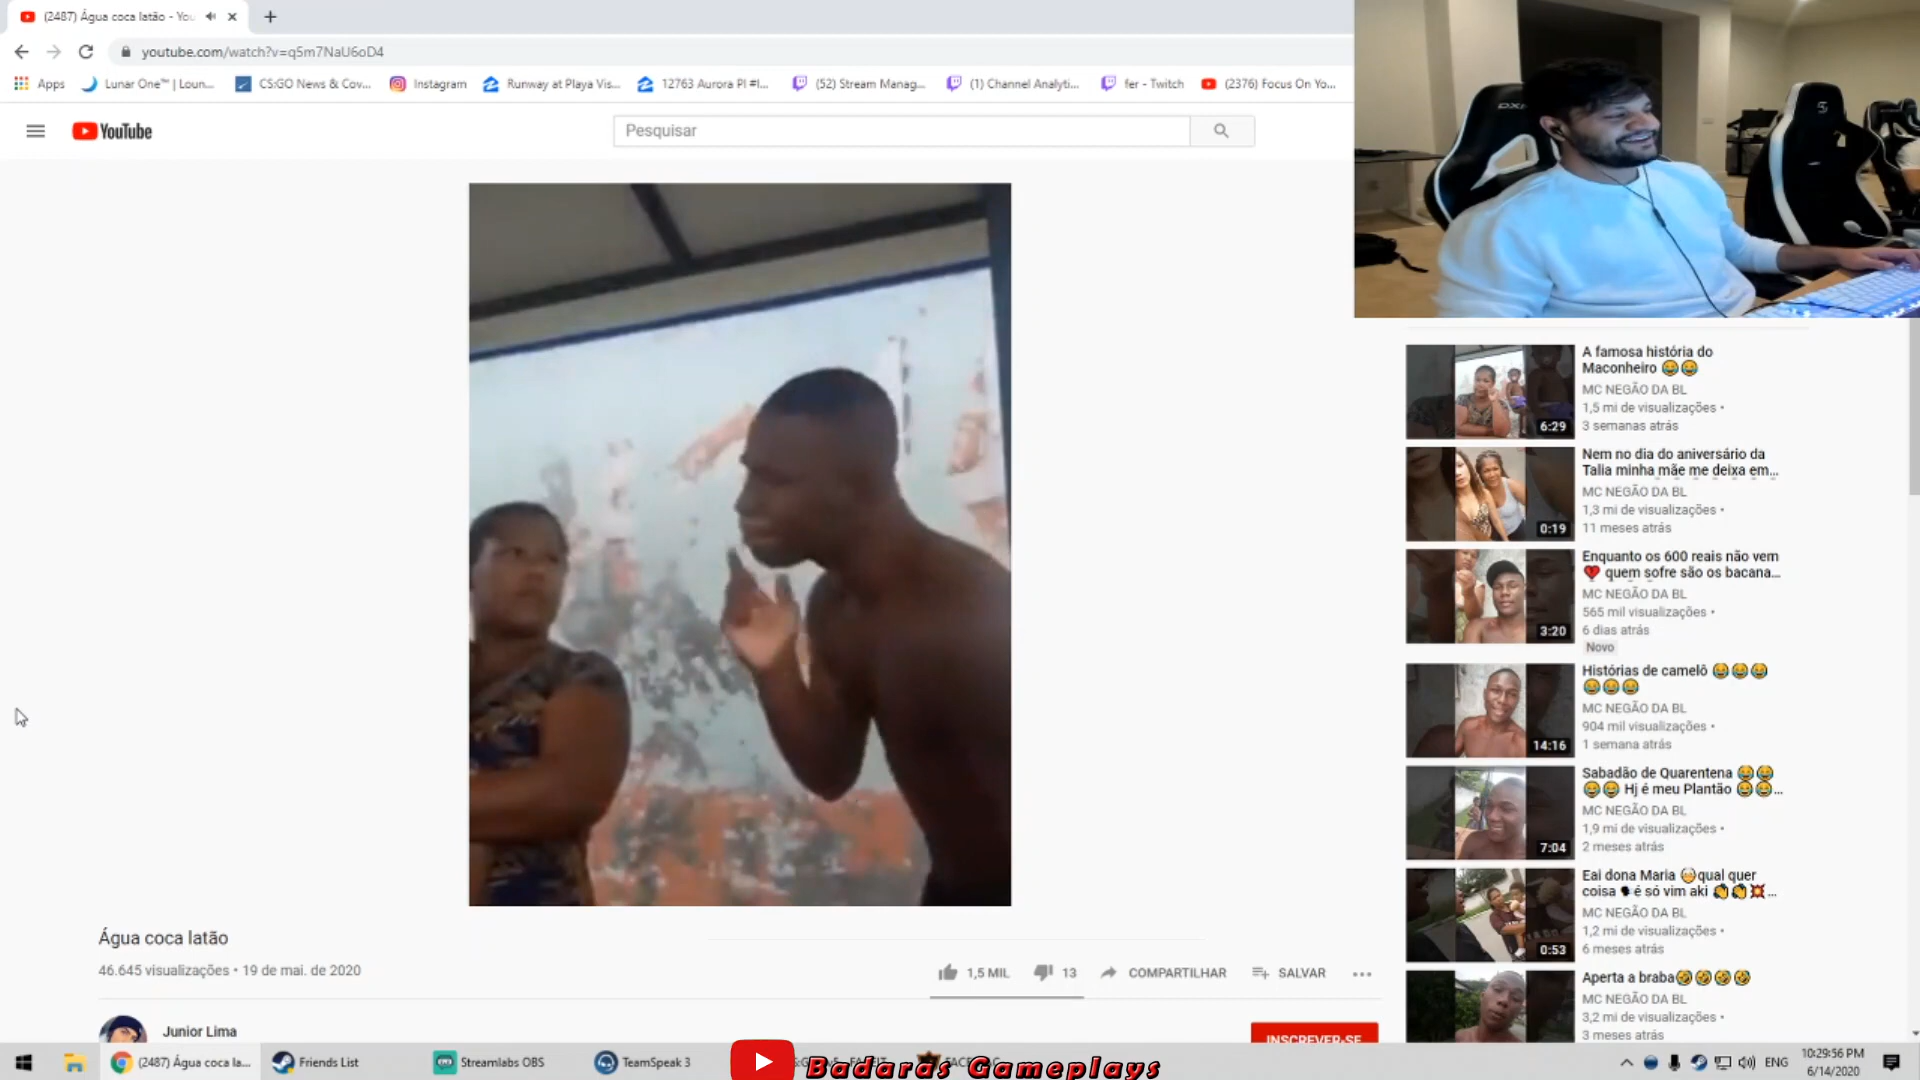 (2487) Água coca latão - You
youtube.com/watch?v=q5m7NaU6oD4
Apps
Lunar One™ | Loun...
CS:GO News & Cov...
Instagram
Runway at Playa Vis...
12763 Aurora Pl #I...
(52) Stream Manag...
(1) Channel Analyti...
fer - Twitch
(2376) Focus On Yo...
YouTube
Pesquisar
A famosa história do
Maconheiro 😂😂
MC NEGÃO DA BL
1,5 mi de visualizações •
3 semanas atrás
6:29
Nem no dia do aniversário da
Talia minha mãe me deixa em...
MC NEGÃO DA BL
1,3 mi de visualizações •
11 meses atrás
0:19
Enquanto os 600 reais não vem
💔 quem sofre são os bacana...
MC NEGÃO DA BL
565 mil visualizações •
6 dias atrás
Novo
3:20
Histórias de camelô 😂😂😂
😂😂😂
MC NEGÃO DA BL
904 mil visualizações •
1 semana atrás
14:16
Sabadão de Quarentena 😂😂
😂😂 Hj é meu Plantão 😂😂...
MC NEGÃO DA BL
1,9 mi de visualizações •
2 meses atrás
7:04
Eai dona Maria qual quer
coisa é só vim aki ...
MC NEGÃO DA BL
1,2 mi de visualizações •
6 meses atrás
0:53
Aperta a braba🤣🤣🤣🤣
MC NEGÃO DA BL
3,2 mi de visualizações •
3 meses atrás
Água coca latão
46.645 visualizações • 19 de mai. de 2020
1,5 MIL
13
COMPARTILHAR
SALVAR
Junior Lima
INSCREVER-SE
(2487) Água coca la...
Friends List
Streamlabs OBS
TeamSpeak 3
Badarás Gameplays
ENG
10:29:56 PM
6/14/2020